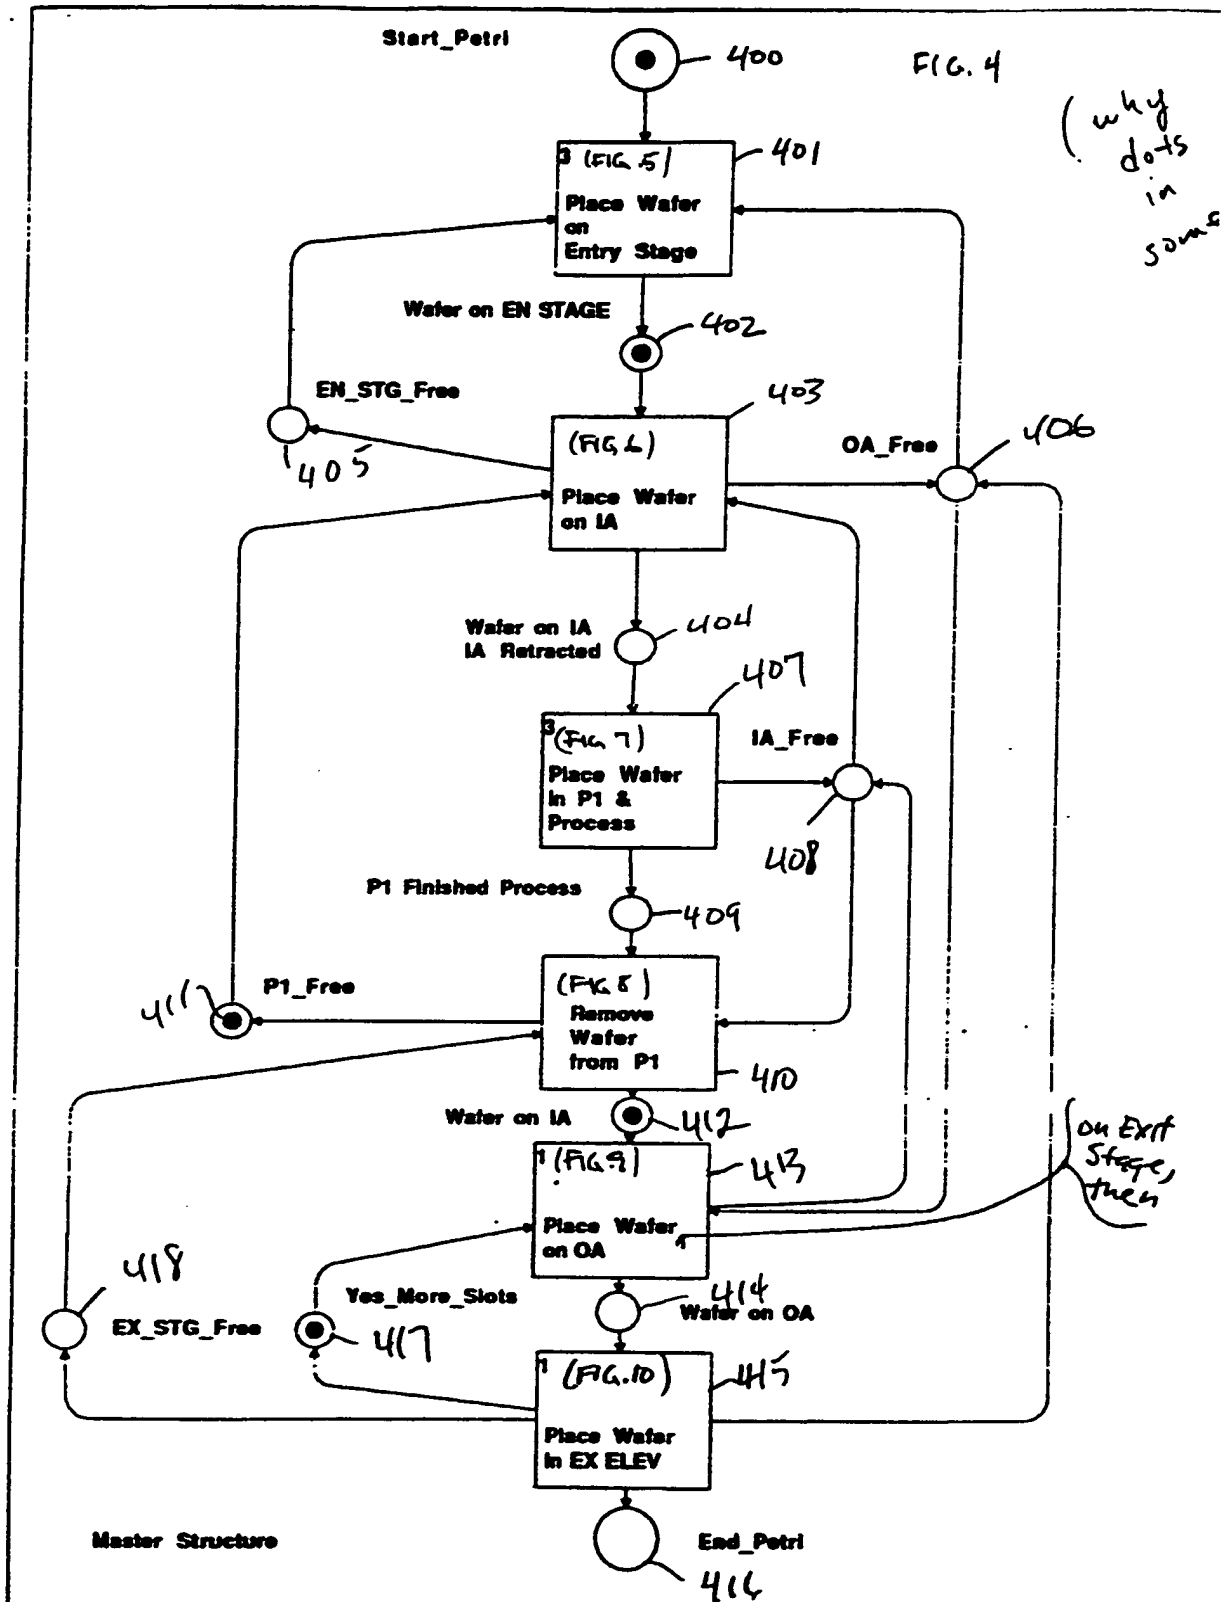 Start_Petri
400
FIG. 4
(why
dots
in
some
3 (FIG. 5)
401
Place Wafer
on
Entry Stage
Wafer on EN STAGE
402
EN_STG_Free
405
403
(FIG. 6)
Place Wafer
on IA
OA_Free
406
Wafer on IA
IA Retracted
404
407
3 (FIG. 7)
Place Wafer
in P1 &
Process
IA_Free
408
P1 Finished Process
409
P1_Free
411
(FIG. 8)
Remove
Wafer
from P1
410
Wafer on IA
412
1 (FIG. 9)
413
Place Wafer
on OA
on Exit
Stage,
then
418
EX_STG_Free
Yes_More_Slots
417
414
Wafer on OA
1 (FIG. 10)
415
Place Wafer
in EX ELEV
Master Structure
End_Petri
416